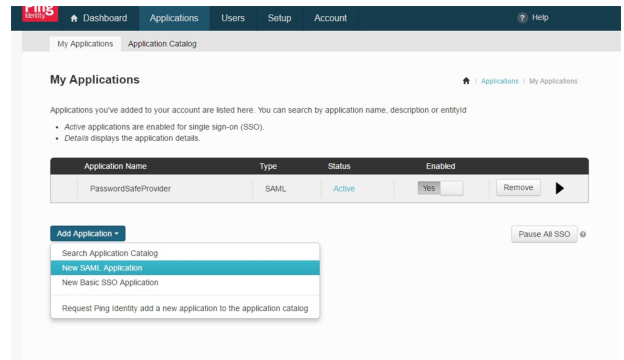 Ping
Identity
Dashboard Applications Users Setup Account Help
My Applications Application Catalog
My Applications
/ Applications / My Applications
Applications you've added to your account are listed here. You can search by application name, description or entityId
• Active applications are enabled for single sign-on (SSO).
• Details displays the application details.
Application Name Type Status Enabled
PasswordSafeProvider SAML Active Yes Remove
Add Application Pause All SSO
Search Application Catalog
New SAML Application
New Basic SSO Application
Request Ping Identity add a new application to the application catalog